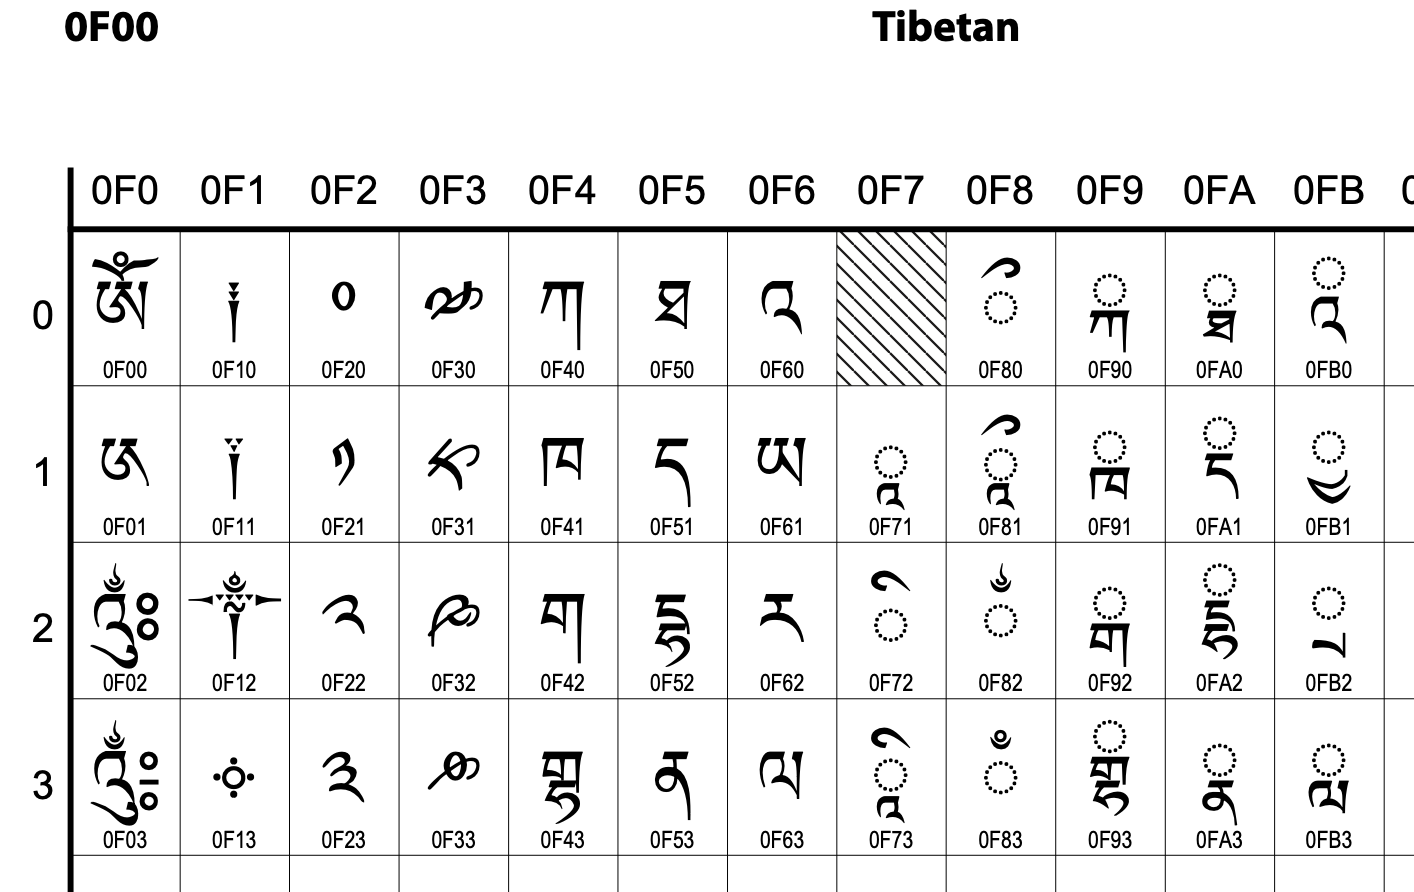 0F00 Tibetan
0F0 0F1 0F2 0F3 0F4 0F5 0F6 0F7 0F8 0F9 0FA 0FB
0 ༀ ༐ ༠ ༰ ཀ ཐ འ ྀ ྐ ྠ ྰ
0F00 0F10 0F20 0F30 0F40 0F50 0F60 0F80 0F90 0FA0 0FB0
1 ༁ ༑ ༡ ༱ ཁ ད ཡ ཱ ཱྀ ྑ ྡ ྱ
0F01 0F11 0F21 0F31 0F41 0F51 0F61 0F71 0F81 0F91 0FA1 0FB1
2 ༂ ༒ ༢ ༲ ག དྷ ར ི ྂ ྒ ྡྷ ྲ
0F02 0F12 0F22 0F32 0F42 0F52 0F62 0F72 0F82 0F92 0FA2 0FB2
3 ༃ ༓ ༣ ༳ གྷ ན ལ ཱི ྃ ྒྷ ྣ ླ
0F03 0F13 0F23 0F33 0F43 0F53 0F63 0F73 0F83 0F93 0FA3 0FB3